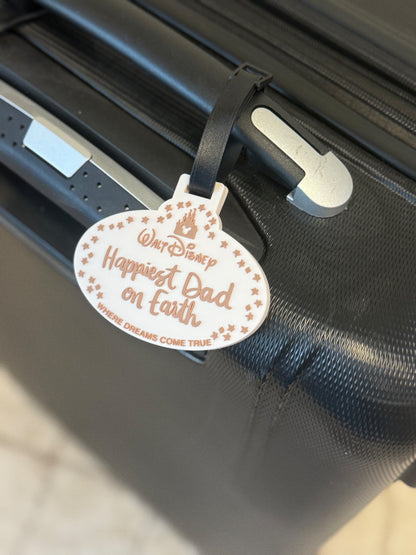 WALT DISNEY
Happiest Dad
on Earth
WHERE DREAMS COME TRUE